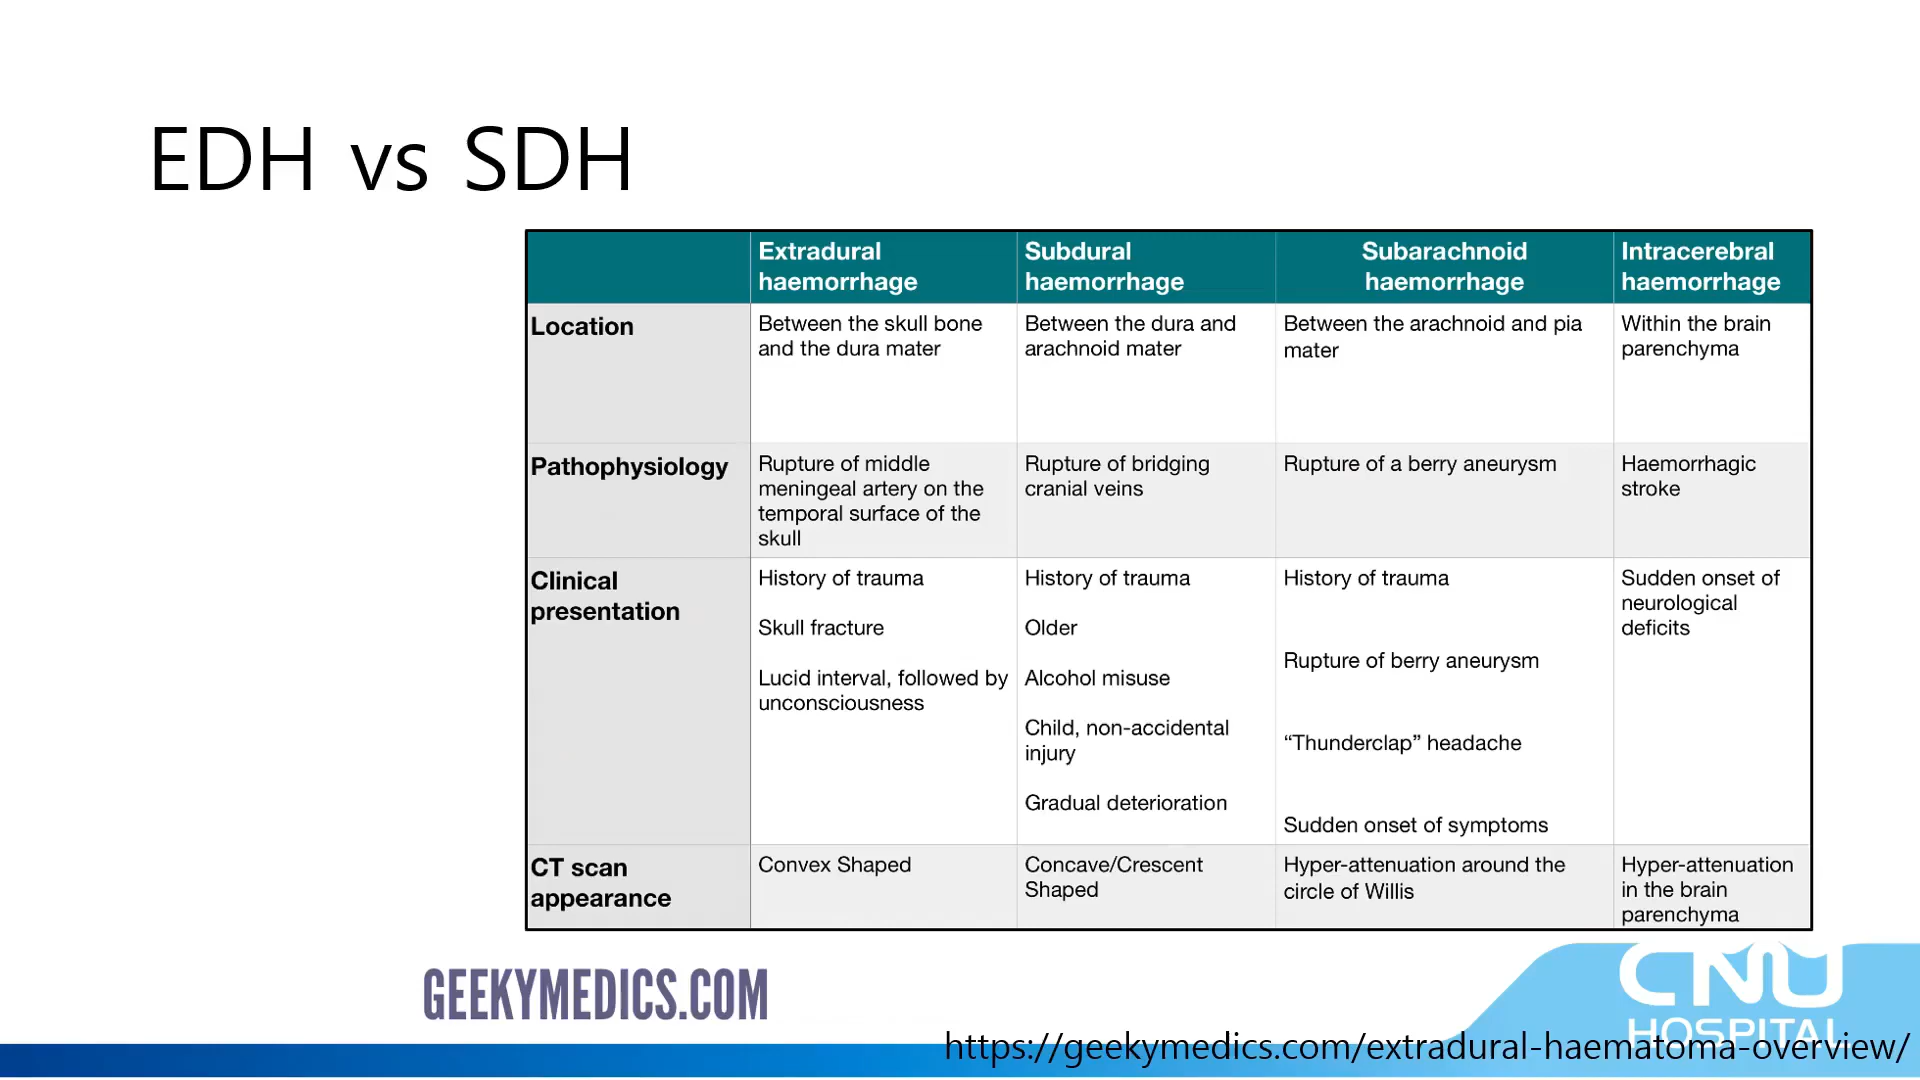 EDH vs SDH
Extradural haemorrhage
Subdural haemorrhage
Subarachnoid haemorrhage
Intracerebral haemorrhage
Location
Between the skull bone
and the dura mater
Between the dura and
arachnoid mater
Between the arachnoid and pia
mater
Within the brain
parenchyma
Pathophysiology
Rupture of middle
meningeal artery on the
temporal surface of the
skull
Rupture of bridging
cranial veins
Rupture of a berry aneurysm
Haemorrhagic
stroke
Clinical
presentation
History of trauma
Skull fracture
Lucid interval, followed by
unconsciousness
History of trauma
Older
Alcohol misuse
Child, non-accidental
injury
Gradual deterioration
History of trauma
Rupture of berry aneurysm
“Thunderclap” headache
Sudden onset of symptoms
Sudden onset of
neurological
deficits
CT scan
appearance
Convex Shaped
Concave/Crescent
Shaped
Hyper-attenuation around the
circle of Willis
Hyper-attenuation
in the brain
parenchyma
GEEKYMEDICS.COM
CNU
HOSPITAL
https://geekymedics.com/extradural-haematoma-overview/